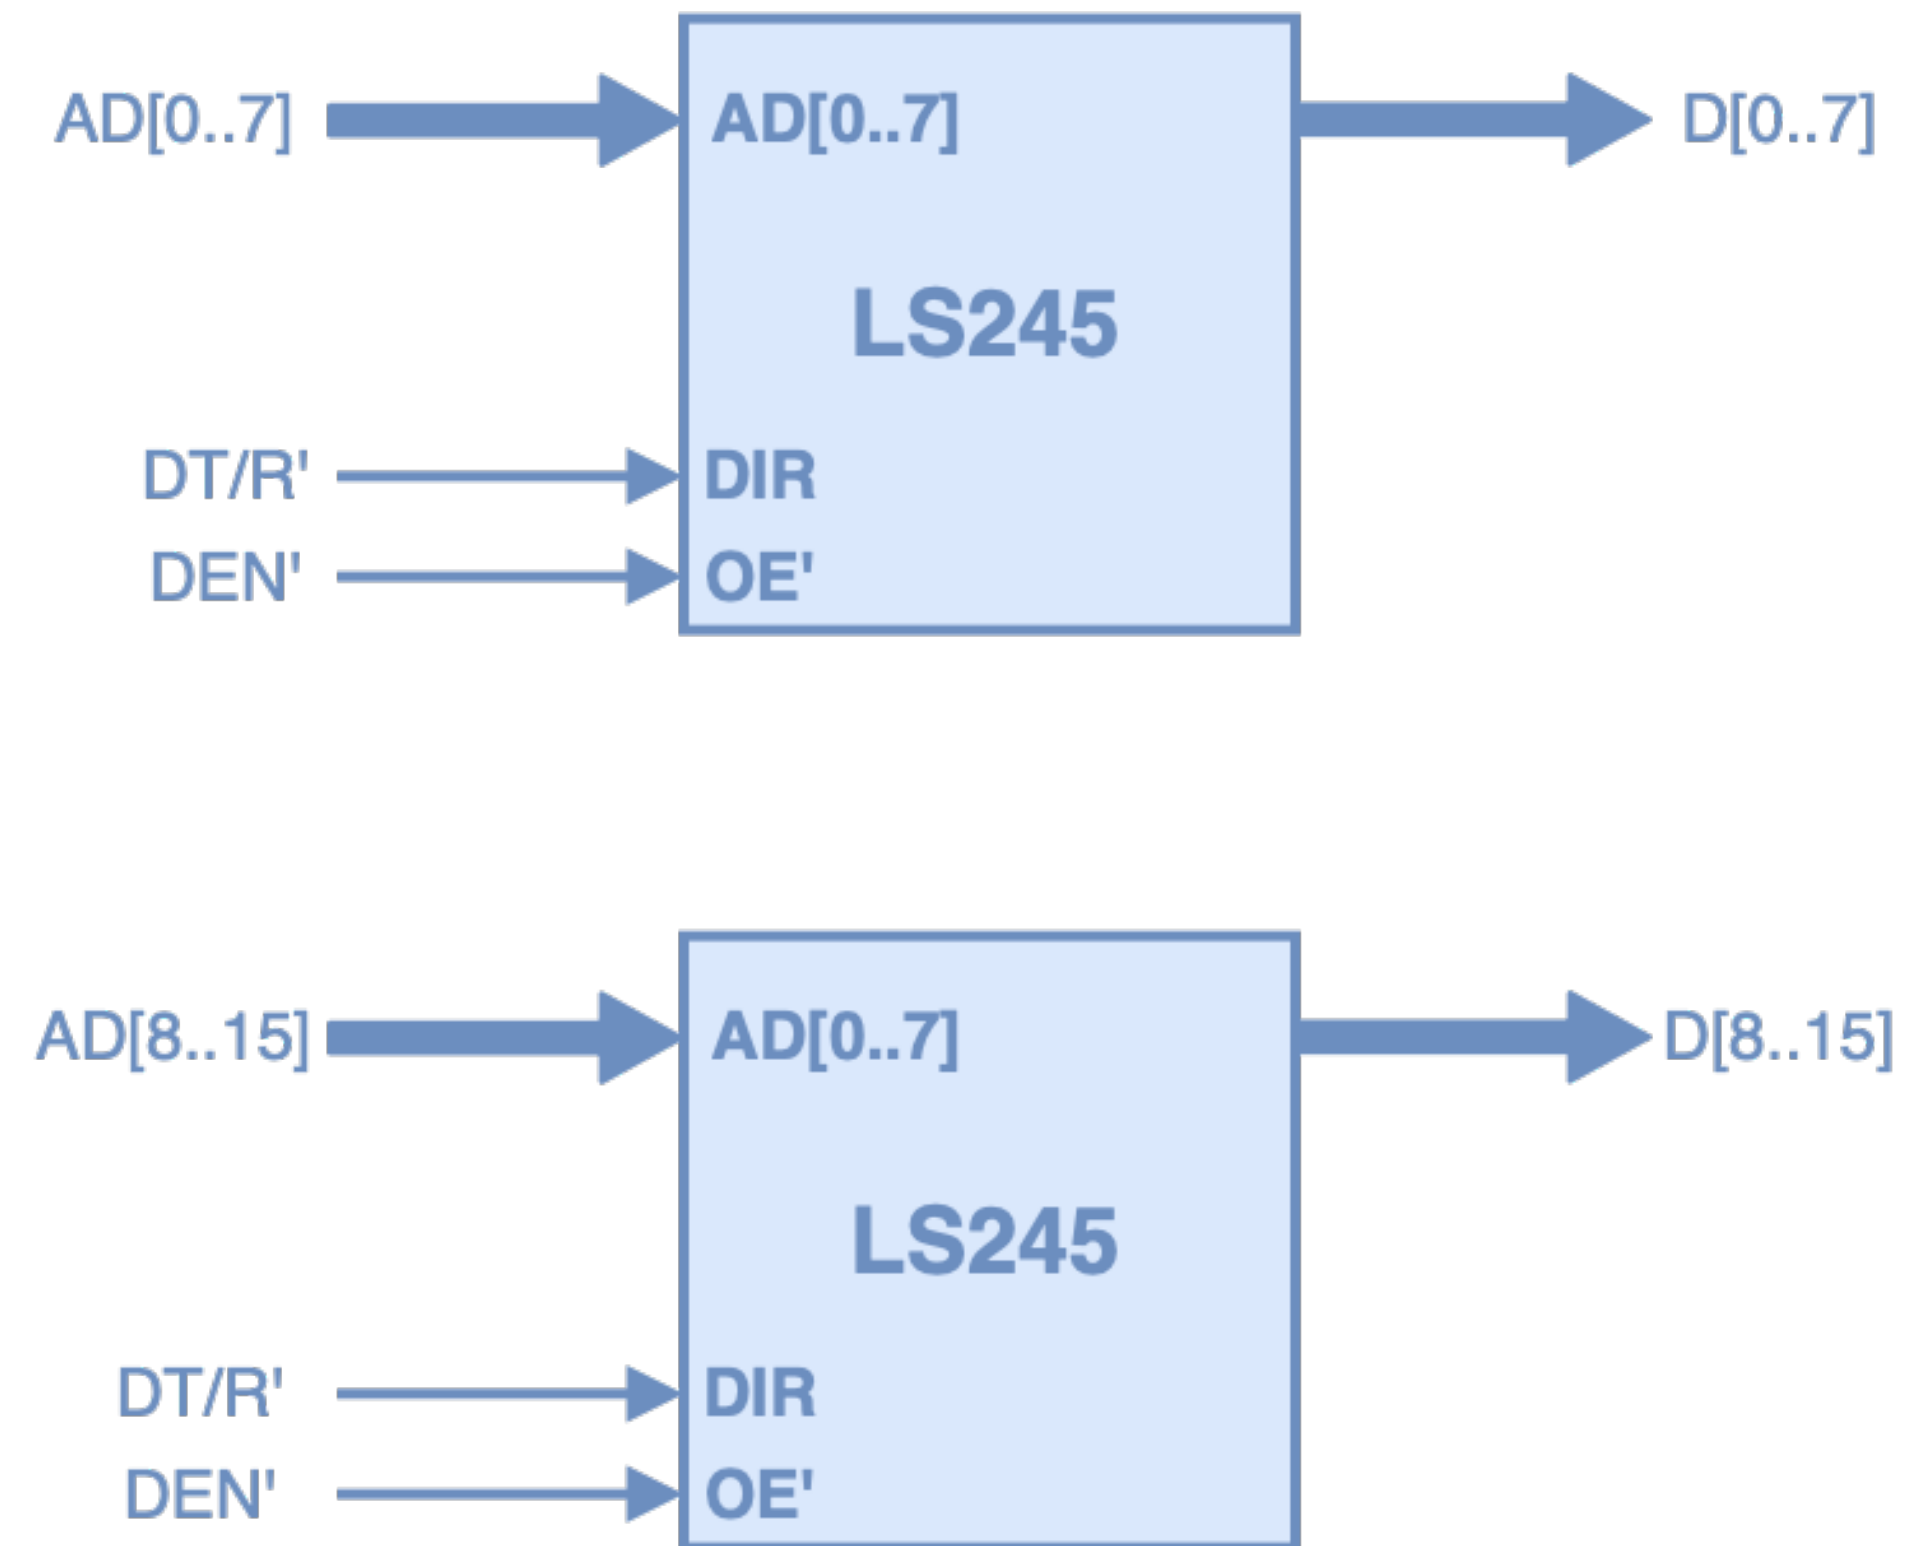 AD[0..7] AD[0..7] D[0..7]
LS245
DT/R' DIR
DEN' OE'
AD[8..15] AD[0..7] D[8..15]
LS245
DT/R' DIR
DEN' OE'